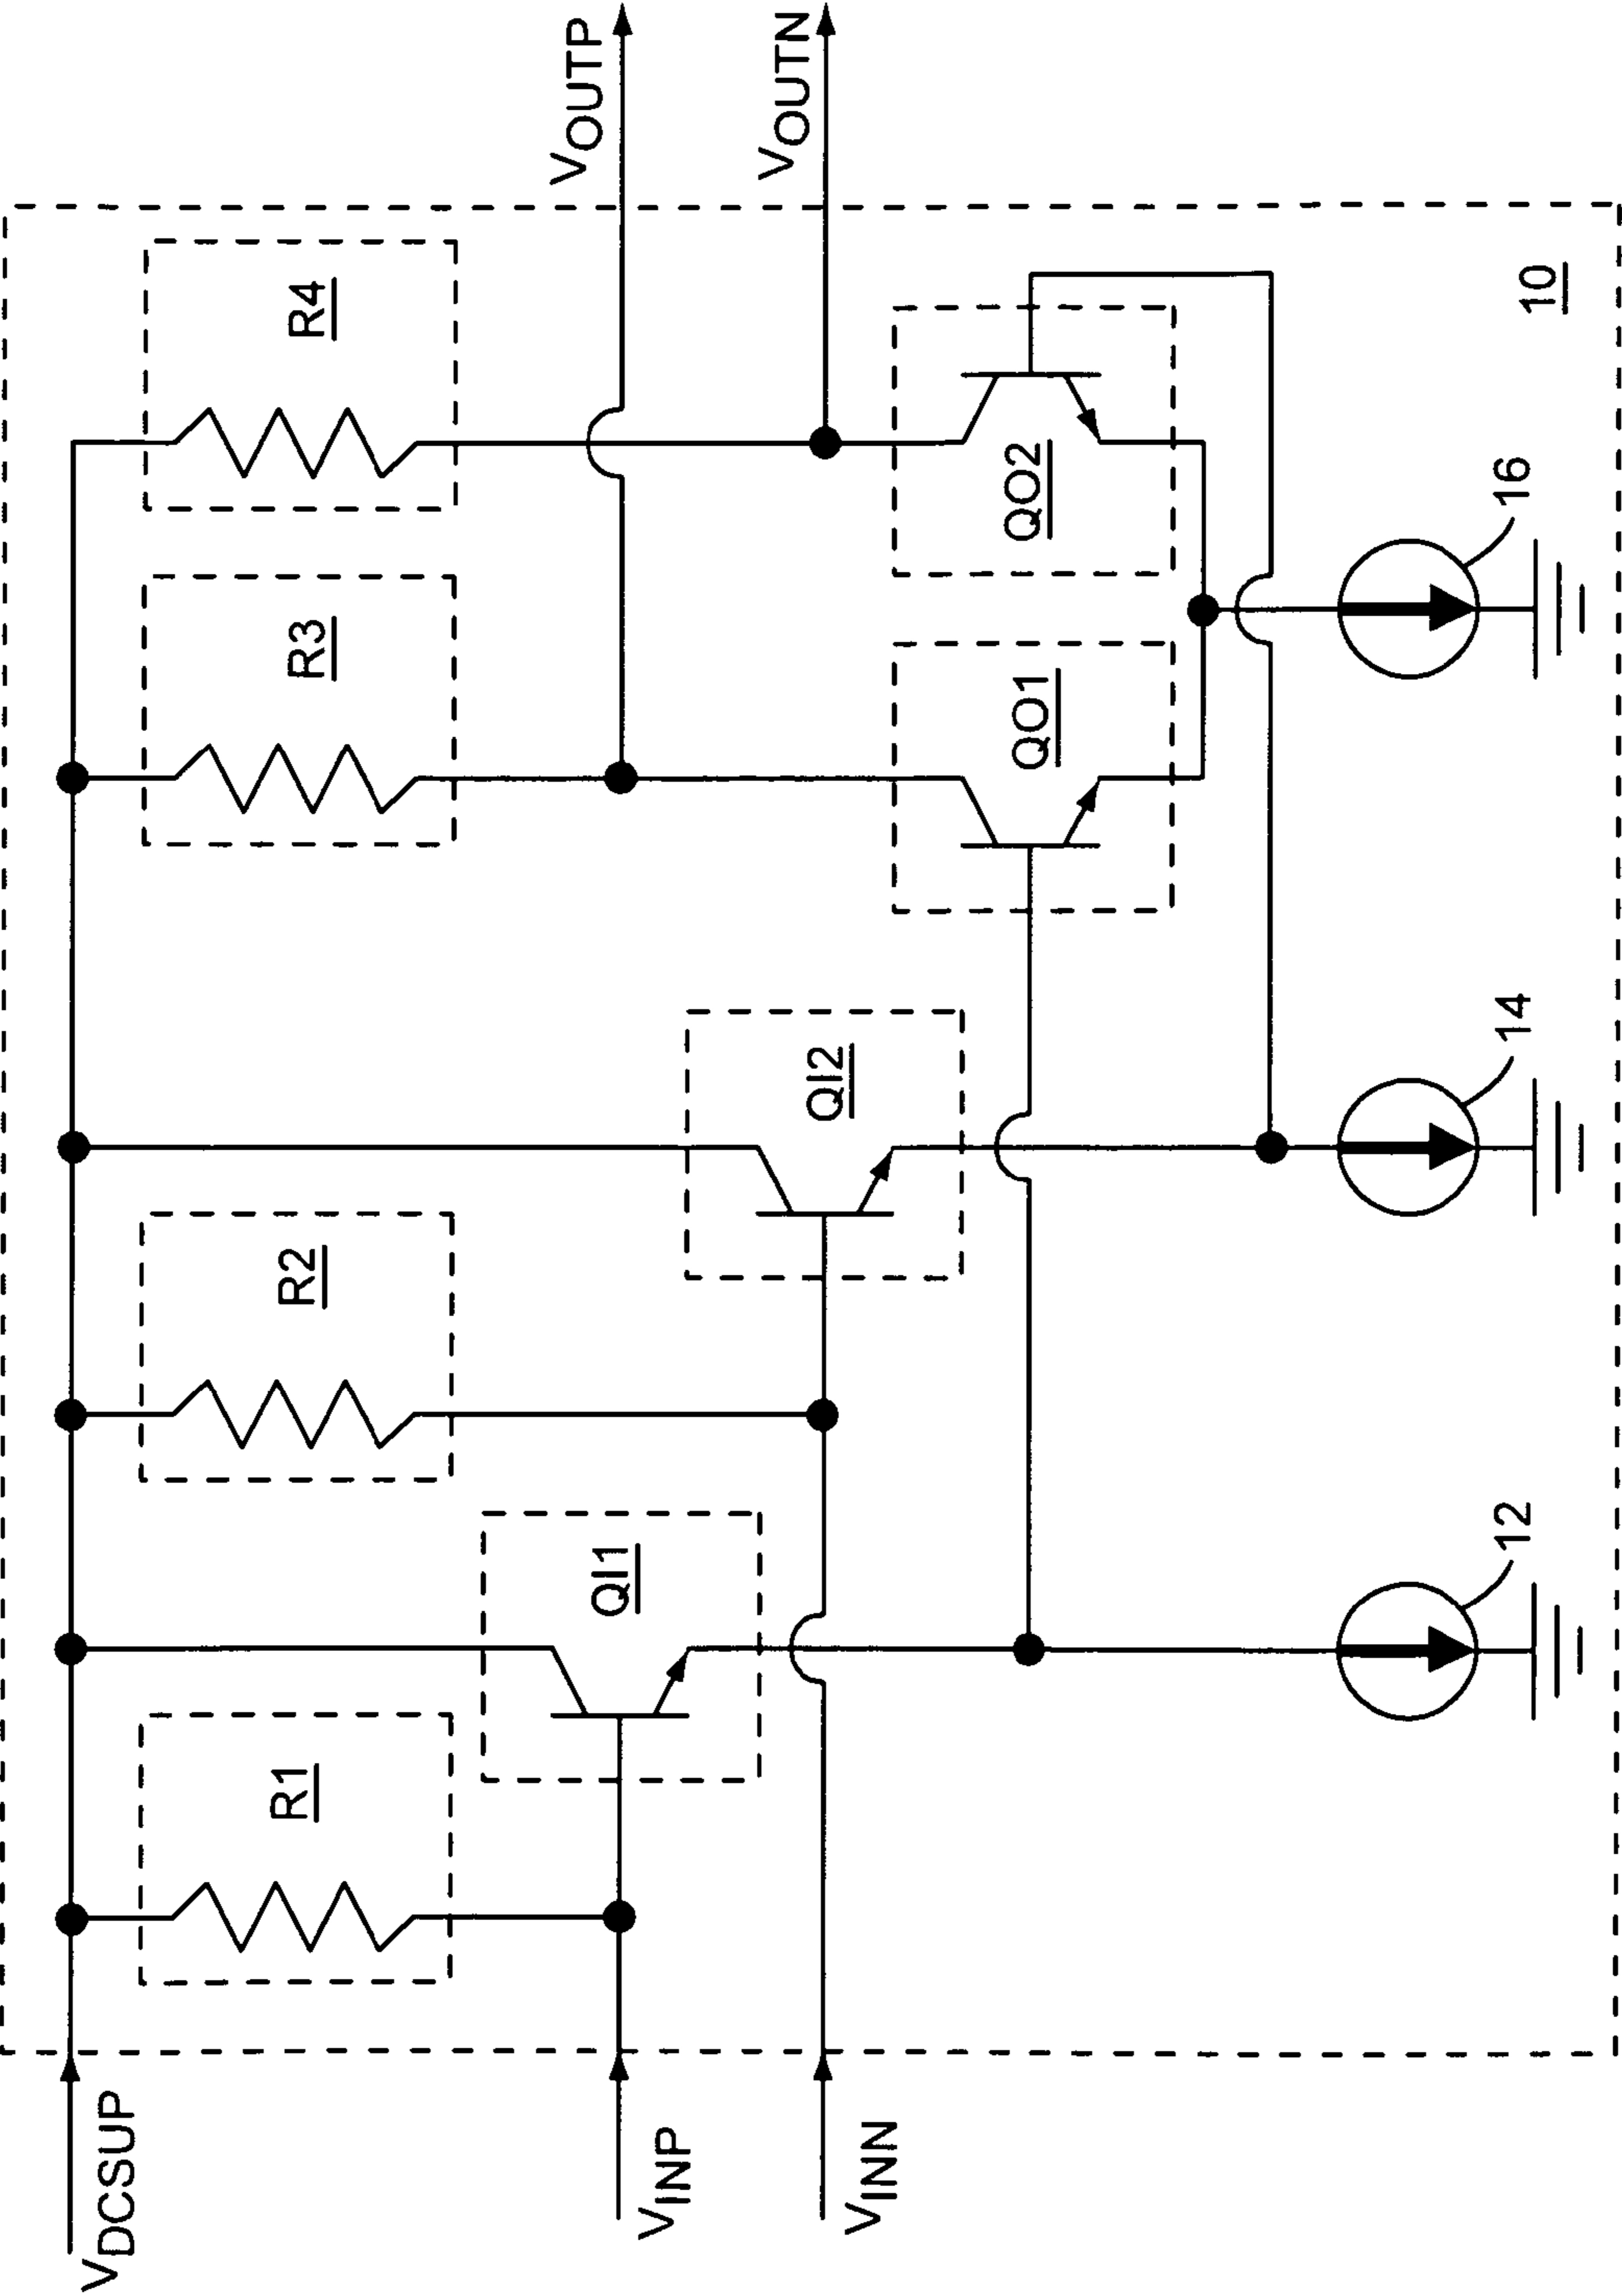 VDCSUP
R1
R2
R3
R4
VOUTP
VINP
QI1
QI2
VOUTN
VINN
QO1
QO2
12
14
16
10